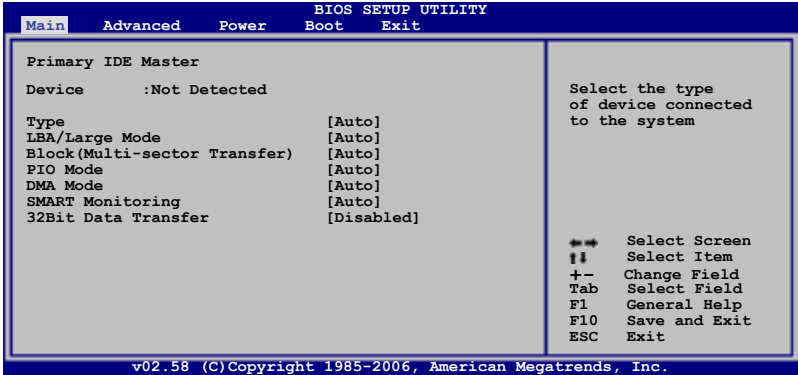 BIOS SETUP UTILITY
Main Advanced Power Boot Exit
Primary IDE Master
Device :Not Detected
Type [Auto]
LBA/Large Mode [Auto]
Block(Multi-sector Transfer) [Auto]
PIO Mode [Auto]
DMA Mode [Auto]
SMART Monitoring [Auto]
32Bit Data Transfer [Disabled]
Select the type
of device connected
to the system
←→ Select Screen
↑↓ Select Item
+- Change Field
Tab Select Field
F1 General Help
F10 Save and Exit
ESC Exit
v02.58 (C)Copyright 1985-2006, American Megatrends, Inc.